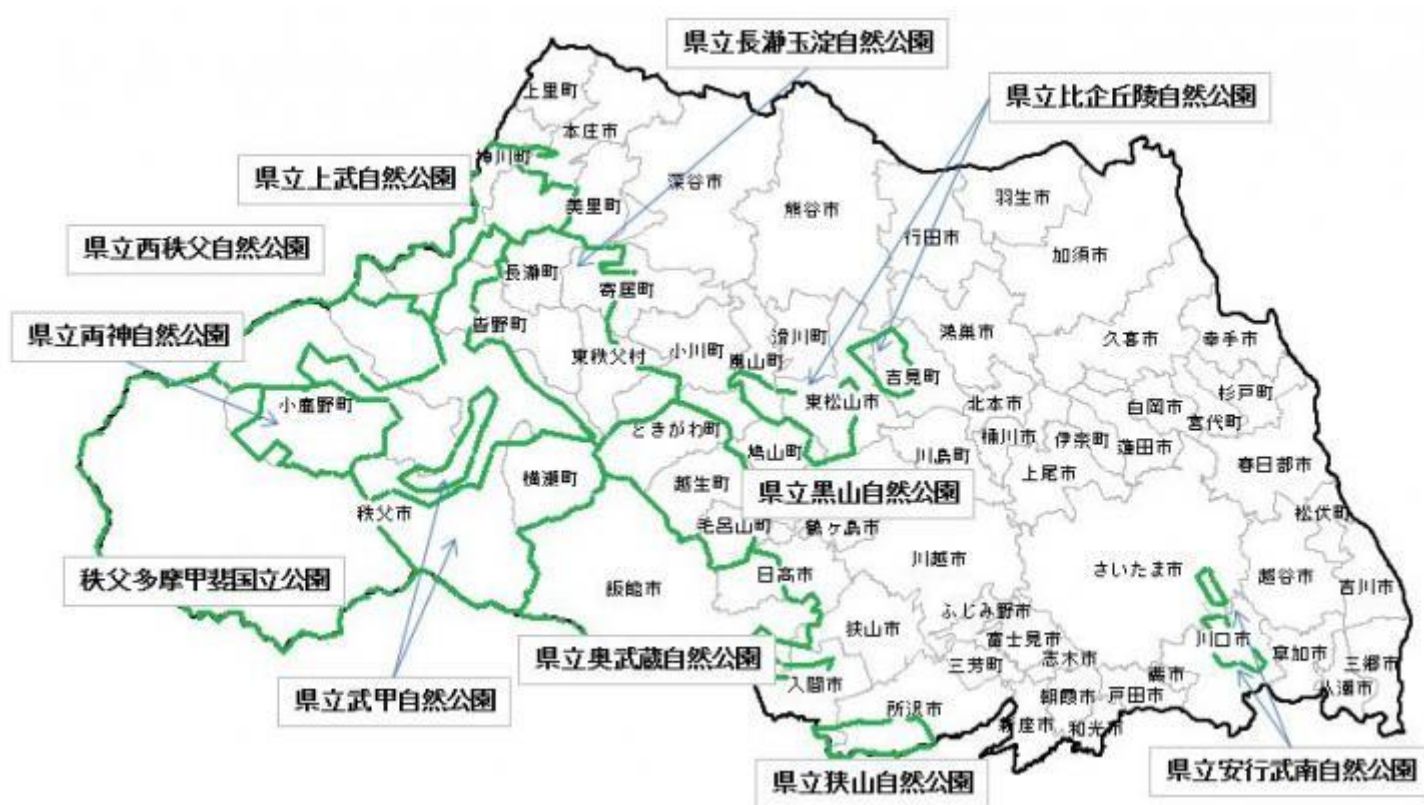 県立長瀞玉淀自然公園
県立比企丘陵自然公園
上里町
本庄市
神川町
県立上武自然公園
深谷市
美里町
熊谷市
羽生市
行田市
加須市
県立西秩父自然公園
長瀞町
寄居町
皆野町
県立両神自然公園
東秩父村
小川町
嵐山町
滑川町
鴻巣市
久喜市
幸手市
吉見町
小鹿野町
東松山市
北本市
白岡市
杉戸町
宮代町
ときがわ町
鳩山町
川島町
桶川市
伊奈町
蓮田市
上尾市
春日部市
横瀬町
越生町
県立黒山自然公園
秩父市
毛呂山町
鶴ヶ島市
松伏町
秩父多摩甲斐国立公園
飯能市
日高市
川越市
さいたま市
越谷市
吉川市
県立奥武蔵自然公園
狭山市
ふじみ野市
富士見市
川口市
三芳町
志木市
草加市
三郷市
県立武甲自然公園
入間市
蕨市
八潮市
所沢市
朝霞市
戸田市
新座市
和光市
県立狭山自然公園
県立安行武南自然公園